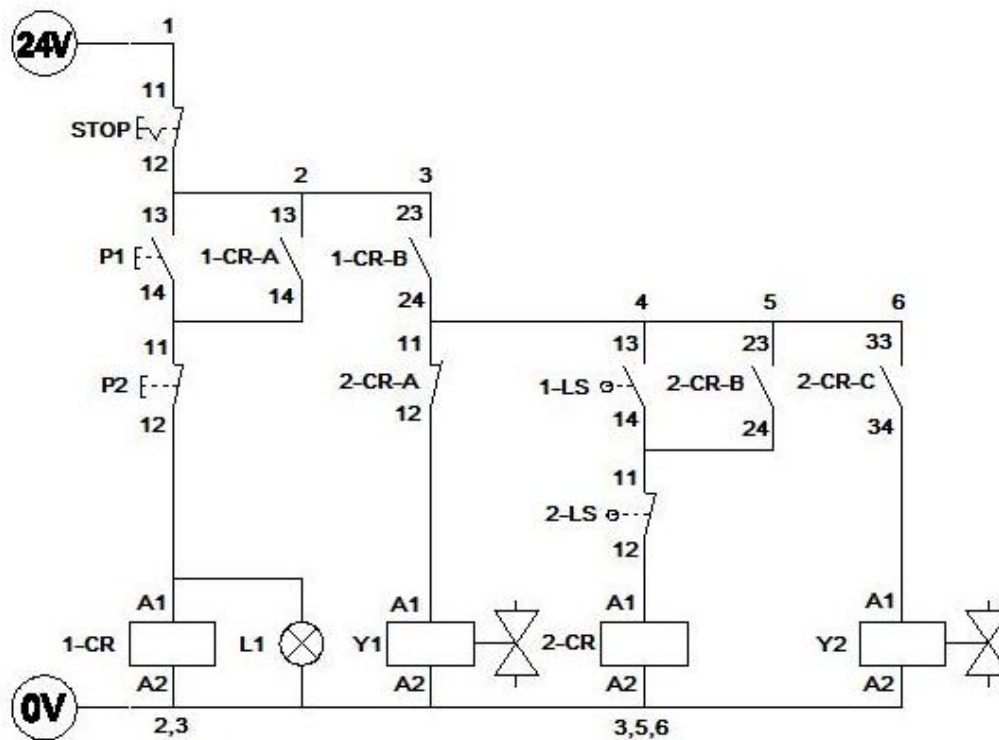 24V 1
11
STOP
12 2 3
13 13 23
P1 1-CR-A 1-CR-B
14 14 24 4 5 6
11 11 13 23 33
P2 2-CR-A 1-LS 2-CR-B 2-CR-C
12 12 14 24 34
11
2-LS
12
A1 A1 A1 A1
1-CR L1 Y1 2-CR Y2
A2 A2 A2 A2
0V
2,3 3,5,6